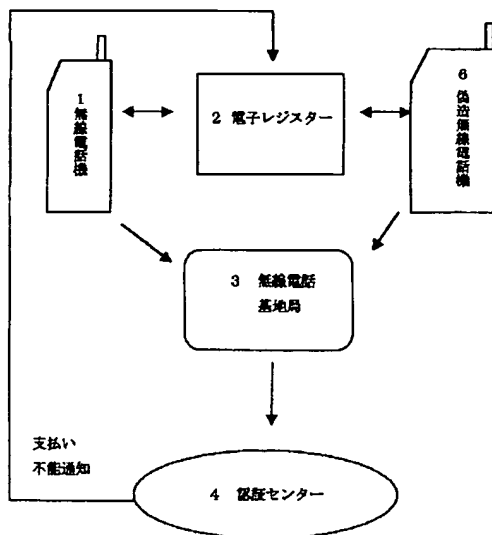 1 無線電話機
2 電子レジスター
6 偽造無線電話機
3 無線電話
基地局
支払い
不能通知
4 認証センター